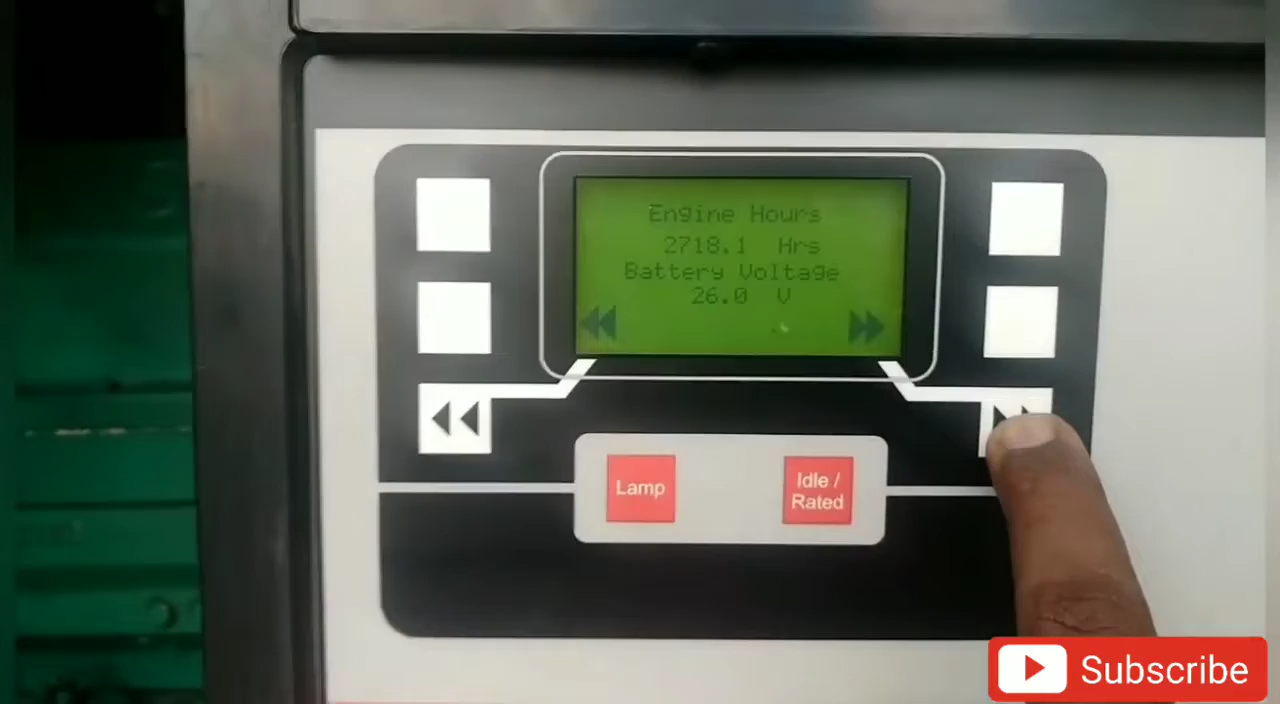 Engine Hours
2718.1 Hrs
Battery Voltage
26.0 V
Lamp
Idle /
Rated
Subscribe